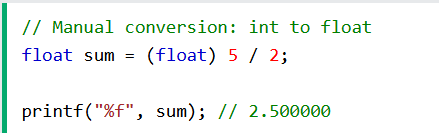 // Manual conversion: int to float
float sum = (float) 5 / 2;
printf("%f", sum); // 2.500000